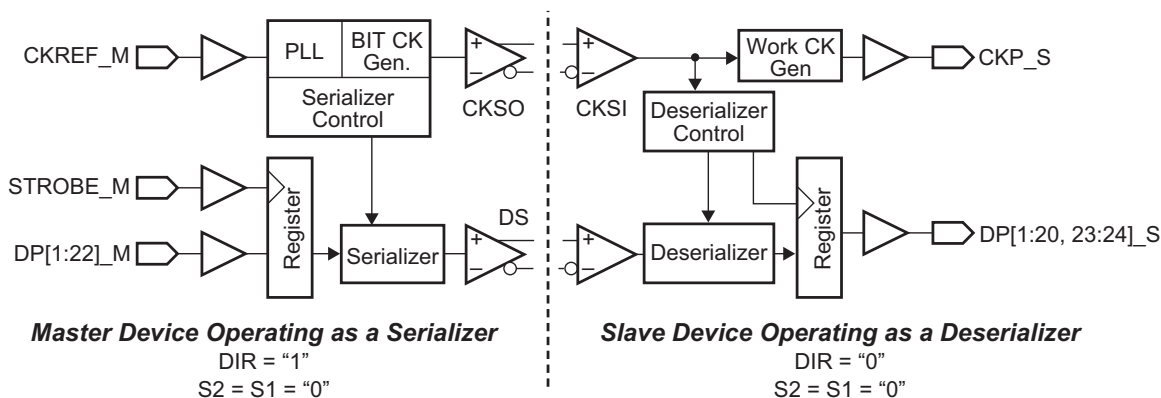 CKREF_M
PLL
BIT CK
Gen.
Serializer
Control
+
−
CKSO
STROBE_M
DP[1:22]_M
Register
Serializer
+
−
DS
Master Device Operating as a Serializer
DIR = “1”
S2 = S1 = “0”
+
−
CKSI
Work CK
Gen
CKP_S
Deserializer
Control
+
−
Deserializer
Register
DP[1:20, 23:24]_S
Slave Device Operating as a Deserializer
DIR = “0”
S2 = S1 = “0”